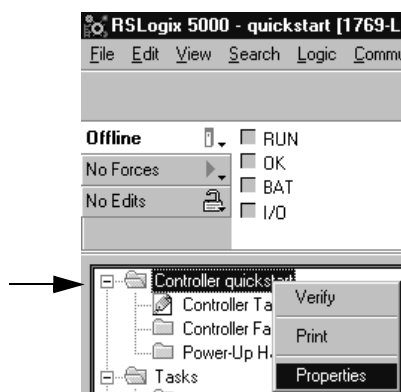 RSLogix 5000 - quickstart [1769-L
File Edit View Search Logic Commu
Offline RUN
No Forces OK
BAT
No Edits I/O
Controller quickstart
Controller Ta Verify
Controller Fa Print
Power-Up H
Tasks Properties